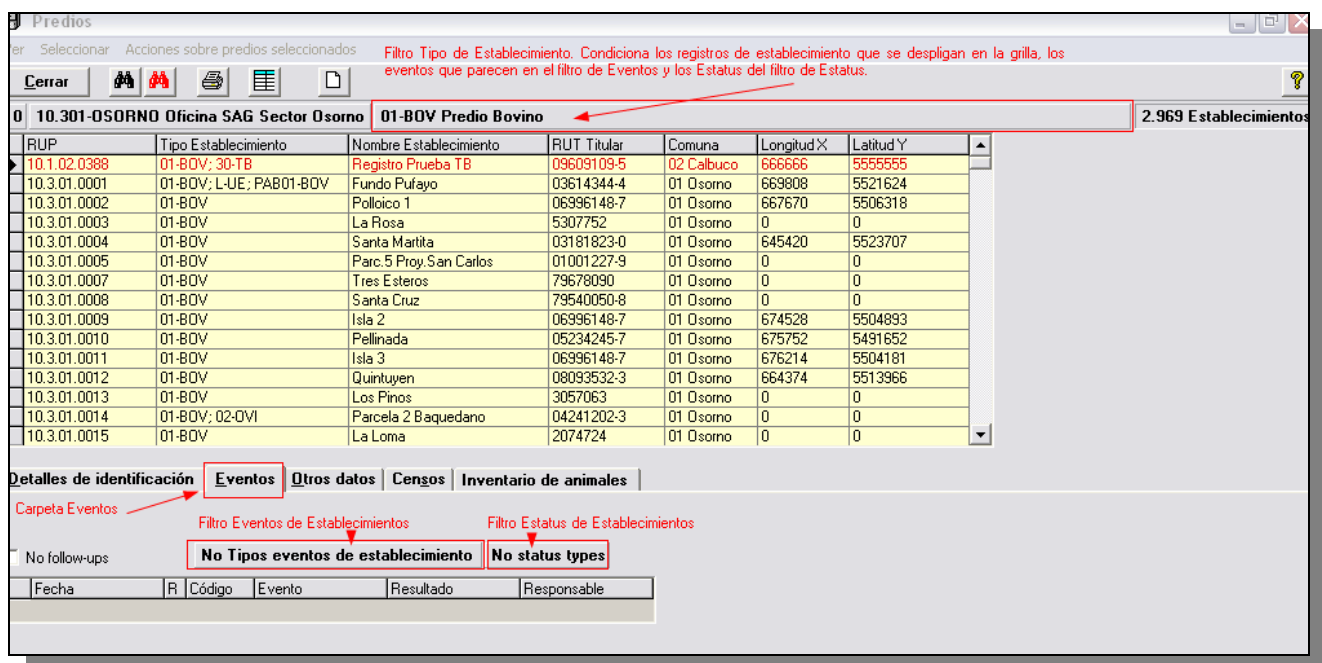 Predios
er Seleccionar Acciones sobre predios seleccionados
Filtro Tipo de Establecimiento. Condiciona los registros de establecimiento que se despligan en la grilla, los
eventos que parecen en el filtro de Eventos y los Estatus del filtro de Estatus.
Cerrar
?
0 10.301-OSORNO Oficina SAG Sector Osorno 01-BOV Predio Bovino 2.969 Establecimientos
RUP Tipo Establecimiento Nombre Establecimiento RUT Titular Comuna Longitud X Latitud Y
10.1.02.0388 01-BOV; 30-TB Registro Prueba TB 09609109-5 02 Calbuco 666666 5555555
10.3.01.0001 01-BOV; L-UE; PAB01-BOV Fundo Pufayo 03614344-4 01 Osorno 669808 5521624
10.3.01.0002 01-BOV Polloico 1 06996148-7 01 Osorno 667670 5506318
10.3.01.0003 01-BOV La Rosa 5307752 01 Osorno 0 0
10.3.01.0004 01-BOV Santa Martita 03181823-0 01 Osorno 645420 5523707
10.3.01.0005 01-BOV Parc.5 Proy.San Carlos 01001227-9 01 Osorno 0 0
10.3.01.0007 01-BOV Tres Esteros 79678090 01 Osorno 0 0
10.3.01.0008 01-BOV Santa Cruz 79540050-8 01 Osorno 0 0
10.3.01.0009 01-BOV Isla 2 06996148-7 01 Osorno 674528 5504893
10.3.01.0010 01-BOV Pellinada 05234245-7 01 Osorno 675752 5491652
10.3.01.0011 01-BOV Isla 3 06996148-7 01 Osorno 676214 5504181
10.3.01.0012 01-BOV Quintuyen 08093532-3 01 Osorno 664374 5513966
10.3.01.0013 01-BOV Los Pinos 3057063 01 Osorno 0 0
10.3.01.0014 01-BOV; 02-OVI Parcela 2 Baquedano 04241202-3 01 Osorno 0 0
10.3.01.0015 01-BOV La Loma 2074724 01 Osorno 0 0
Detalles de identificación Eventos Otros datos Censos Inventario de animales
Carpeta Eventos
Filtro Eventos de Establecimientos Filtro Estatus de Establecimientos
No follow-ups No Tipos eventos de establecimiento No status types
Fecha R Código Evento Resultado Responsable